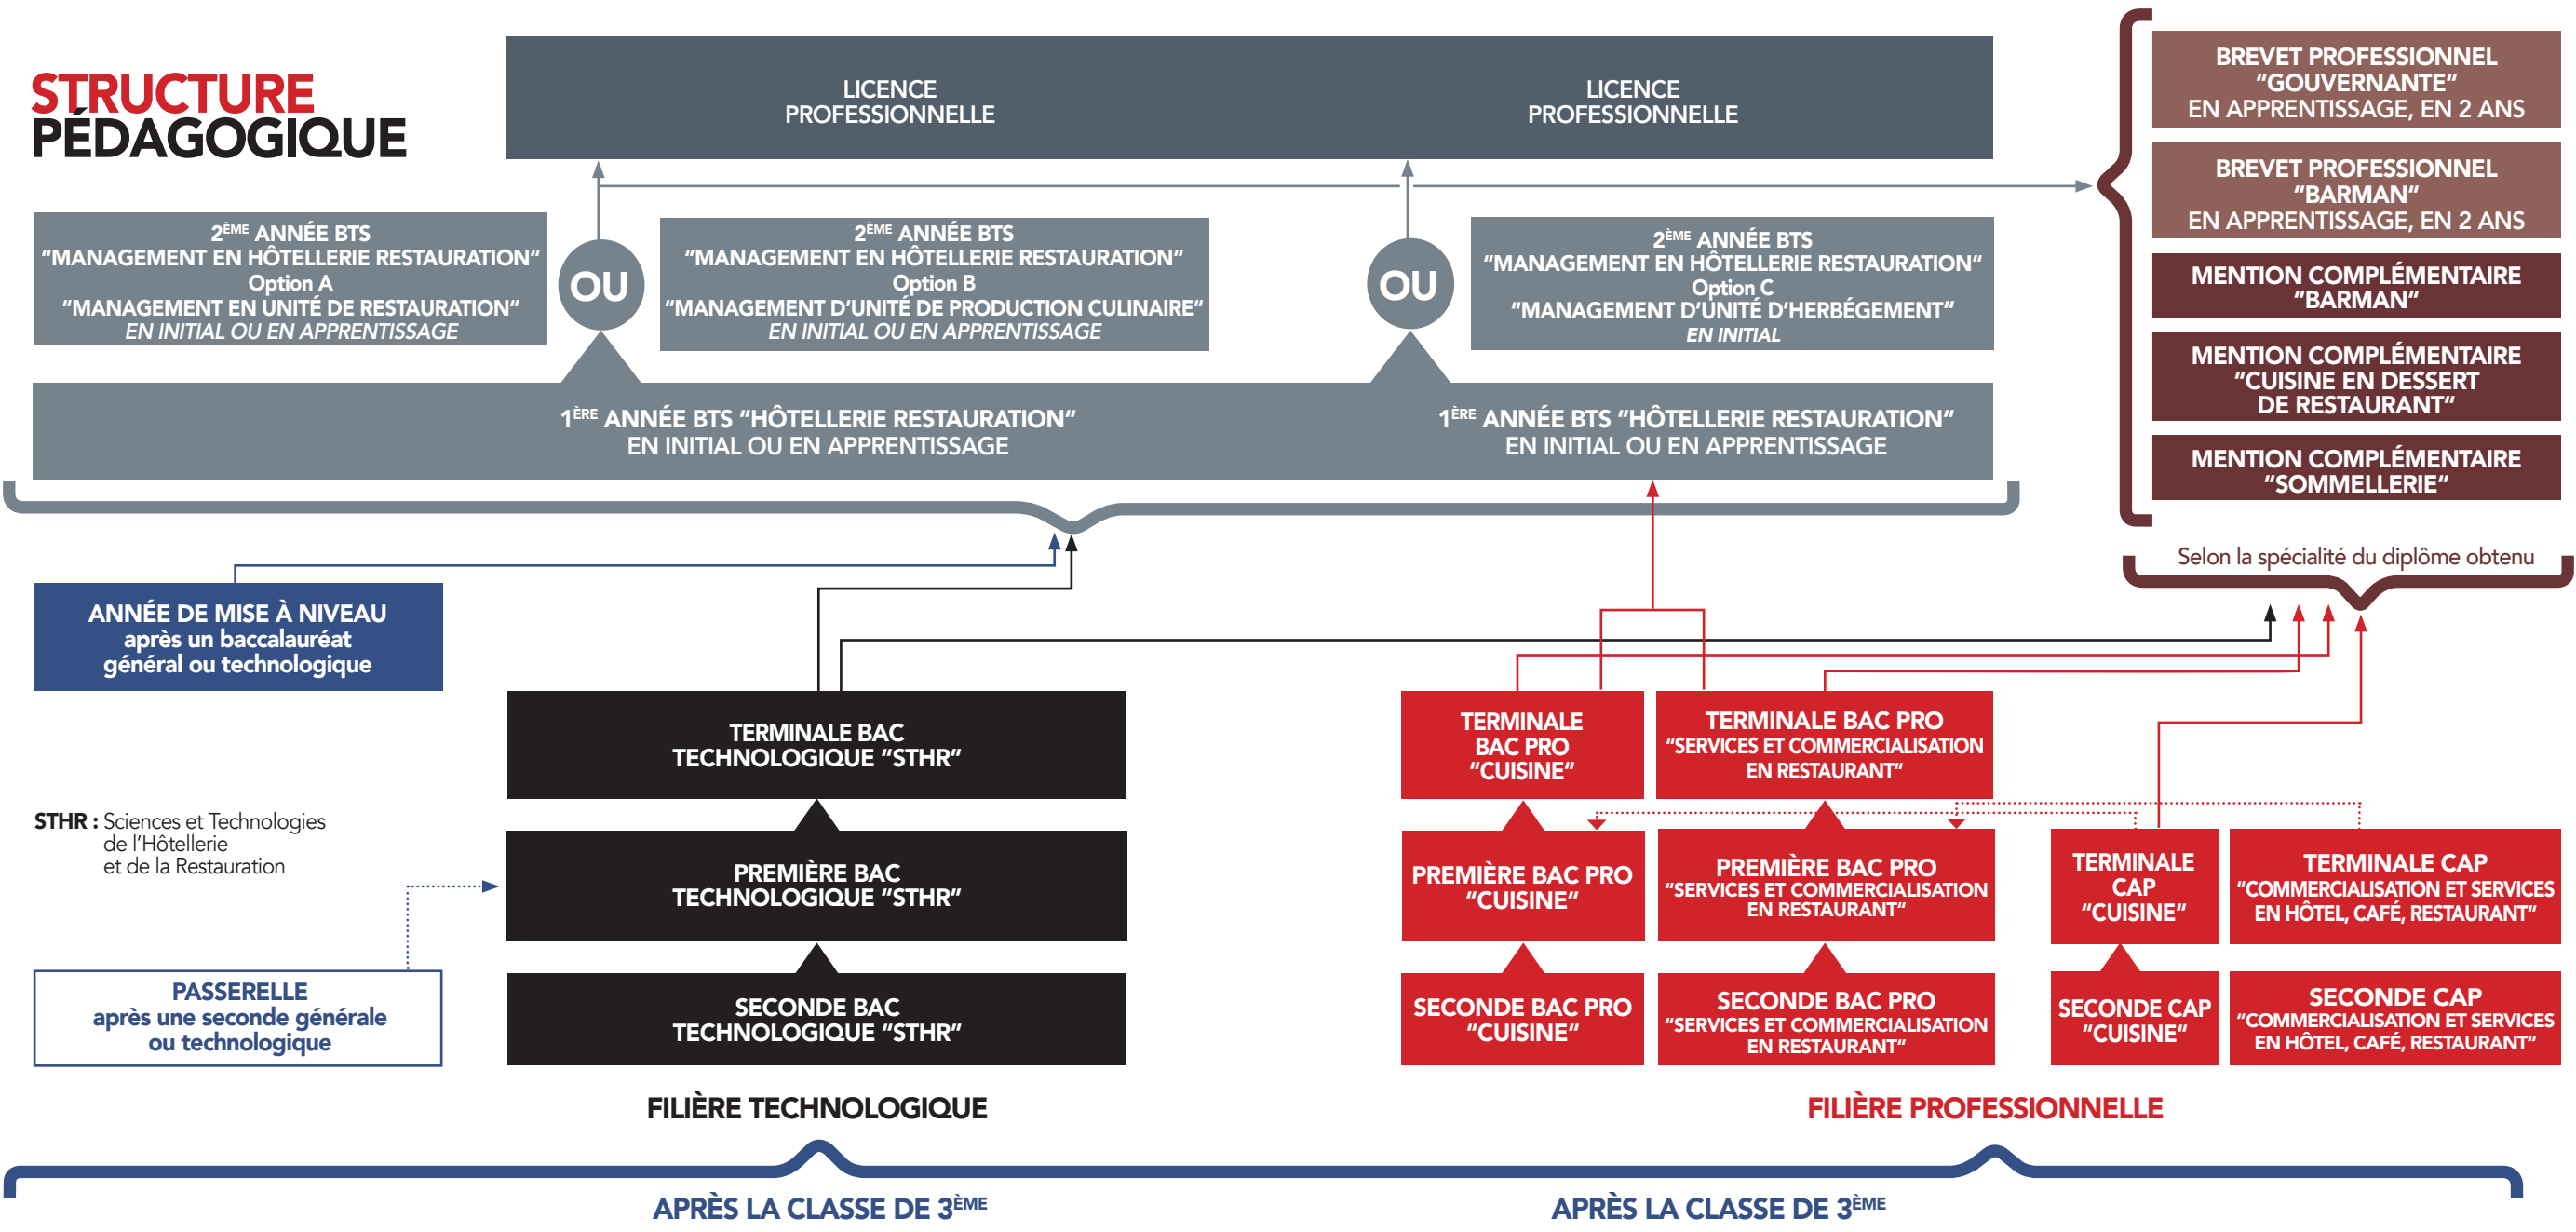 STRUCTURE
PÉDAGOGIQUE
LICENCE
PROFESSIONNELLE
LICENCE
PROFESSIONNELLE
2ÈME ANNÉE BTS
“MANAGEMENT EN HÔTELLERIE RESTAURATION“
Option A
“MANAGEMENT EN UNITÉ DE RESTAURATION“
EN INITIAL OU EN APPRENTISSAGE
OU
2ÈME ANNÉE BTS
“MANAGEMENT EN HÔTELLERIE RESTAURATION“
Option B
“MANAGEMENT D’UNITÉ DE PRODUCTION CULINAIRE“
EN INITIAL OU EN APPRENTISSAGE
OU
2ÈME ANNÉE BTS
“MANAGEMENT EN HÔTELLERIE RESTAURATION“
Option C
“MANAGEMENT D’UNITÉ D’HERBÉGEMENT“
EN INITIAL
1ÈRE ANNÉE BTS “HÔTELLERIE RESTAURATION“
EN INITIAL OU EN APPRENTISSAGE
1ÈRE ANNÉE BTS “HÔTELLERIE RESTAURATION“
EN INITIAL OU EN APPRENTISSAGE
BREVET PROFESSIONNEL
“GOUVERNANTE“
EN APPRENTISSAGE, EN 2 ANS
BREVET PROFESSIONNEL
“BARMAN“
EN APPRENTISSAGE, EN 2 ANS
MENTION COMPLÉMENTAIRE
“BARMAN“
MENTION COMPLÉMENTAIRE
“CUISINE EN DESSERT
DE RESTAURANT“
MENTION COMPLÉMENTAIRE
“SOMMELLERIE“
Selon la spécialité du diplôme obtenu
ANNÉE DE MISE À NIVEAU
après un baccalauréat
général ou technologique
TERMINALE BAC
TECHNOLOGIQUE “STHR”
TERMINALE
BAC PRO
“CUISINE“
TERMINALE BAC PRO
“SERVICES ET COMMERCIALISATION
EN RESTAURANT“
STHR : Sciences et Technologies
de l’Hôtellerie
et de la Restauration
PREMIÈRE BAC
TECHNOLOGIQUE “STHR”
PREMIÈRE BAC PRO
“CUISINE“
PREMIÈRE BAC PRO
“SERVICES ET COMMERCIALISATION
EN RESTAURANT“
TERMINALE
CAP
“CUISINE“
TERMINALE CAP
“COMMERCIALISATION ET SERVICES
EN HÔTEL, CAFÉ, RESTAURANT“
PASSERELLE
après une seconde générale
ou technologique
SECONDE BAC
TECHNOLOGIQUE “STHR”
SECONDE BAC PRO
“CUISINE“
SECONDE BAC PRO
“SERVICES ET COMMERCIALISATION
EN RESTAURANT“
SECONDE CAP
“CUISINE“
SECONDE CAP
“COMMERCIALISATION ET SERVICES
EN HÔTEL, CAFÉ, RESTAURANT“
FILIÈRE TECHNOLOGIQUE
FILIÈRE PROFESSIONNELLE
APRÈS LA CLASSE DE 3ÈME
APRÈS LA CLASSE DE 3ÈME